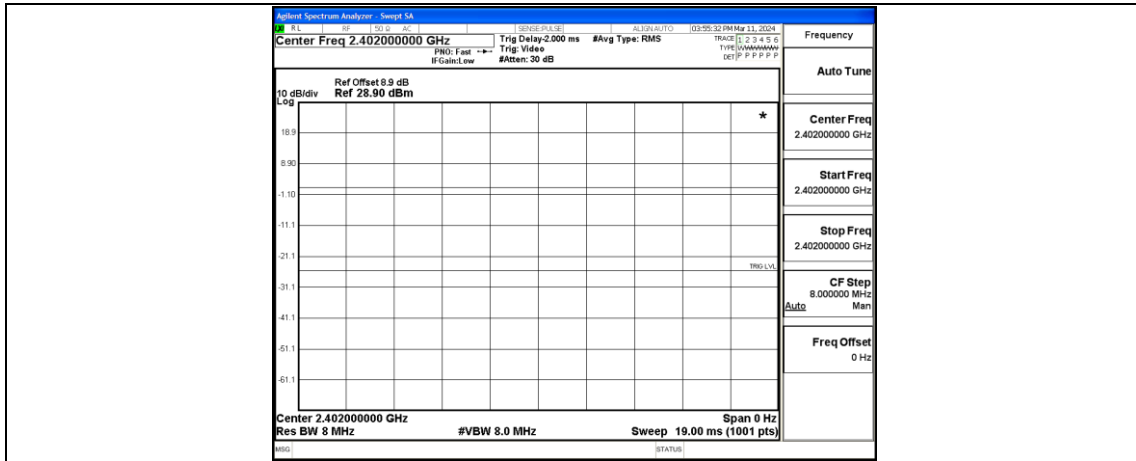 Agilent Spectrum Analyzer - Swept SA
RL RF 50 Ω AC SENSE:PULSE ALIGN AUTO 03:55:32 PM Mar 11, 2024
Center Freq 2.402000000 GHz
PNO: Fast
IFGain:Low
Trig Delay-2.000 ms
Trig: Video
#Atten: 30 dB
#Avg Type: RMS
TRACE 1 2 3 4 5 6
TYPE
DET P P P P P P
Ref Offset 8.9 dB
10 dB/div Ref 28.90 dBm
Log
*
18.9
8.90
-1.10
-11.1
-21.1
TRIG LVL
-31.1
-41.1
-51.1
-61.1
Center 2.402000000 GHz Span 0 Hz
Res BW 8 MHz #VBW 8.0 MHz Sweep 19.00 ms (1001 pts)
MSG STATUS
Frequency
Auto Tune
Center Freq
2.402000000 GHz
Start Freq
2.402000000 GHz
Stop Freq
2.402000000 GHz
CF Step
8.000000 MHz
Auto Man
Freq Offset
0 Hz